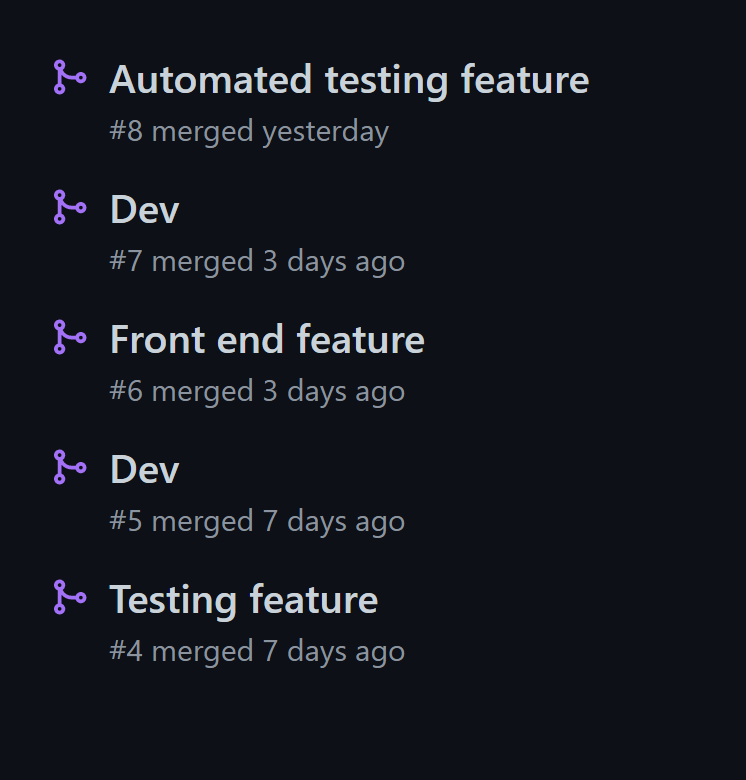 Automated testing feature
#8 merged yesterday
Dev
#7 merged 3 days ago
Front end feature
#6 merged 3 days ago
Dev
#5 merged 7 days ago
Testing feature
#4 merged 7 days ago